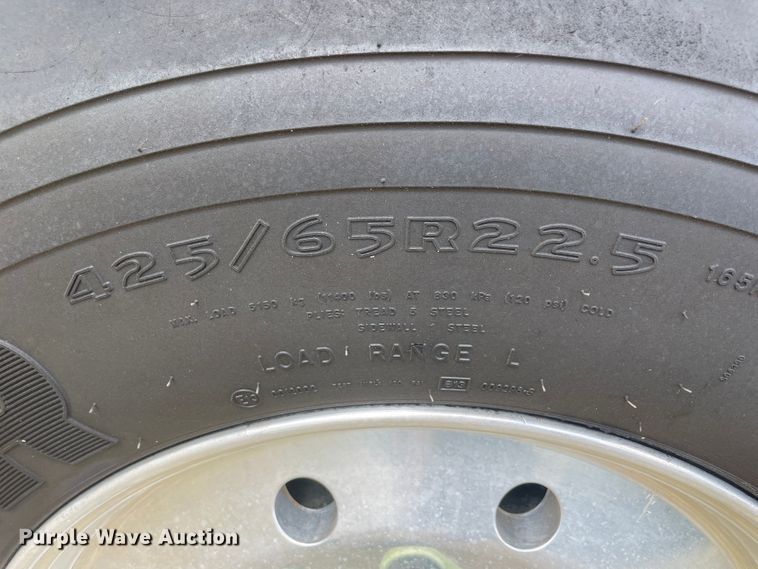 425/65R22.5
165
MAX. LOAD 5150 kg (11400 lbs) AT 830 kPa (120 psi) COLD
PLIES: TREAD 5 STEEL
SIDEWALL 1 STEEL
LOAD RANGE L
R
Purple Wave Auction